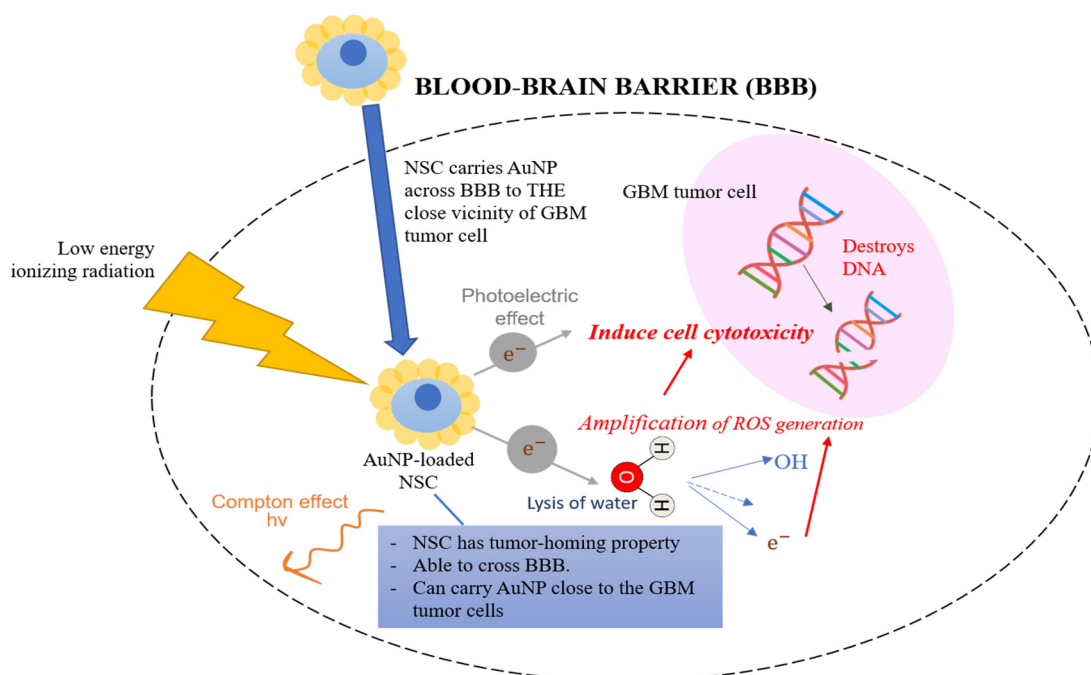 BLOOD-BRAIN BARRIER (BBB)
NSC carries AuNP
across BBB to THE
close vicinity of GBM
tumor cell
GBM tumor cell
Destroys
DNA
Low energy
ionizing radiation
Photoelectric
effect
e⁻
Induce cell cytotoxicity
Amplification of ROS generation
e⁻
H
O
H
OH
e⁻
Lysis of water
AuNP-loaded
NSC
Compton effect
hv
- NSC has tumor-homing property
- Able to cross BBB.
- Can carry AuNP close to the GBM
tumor cells